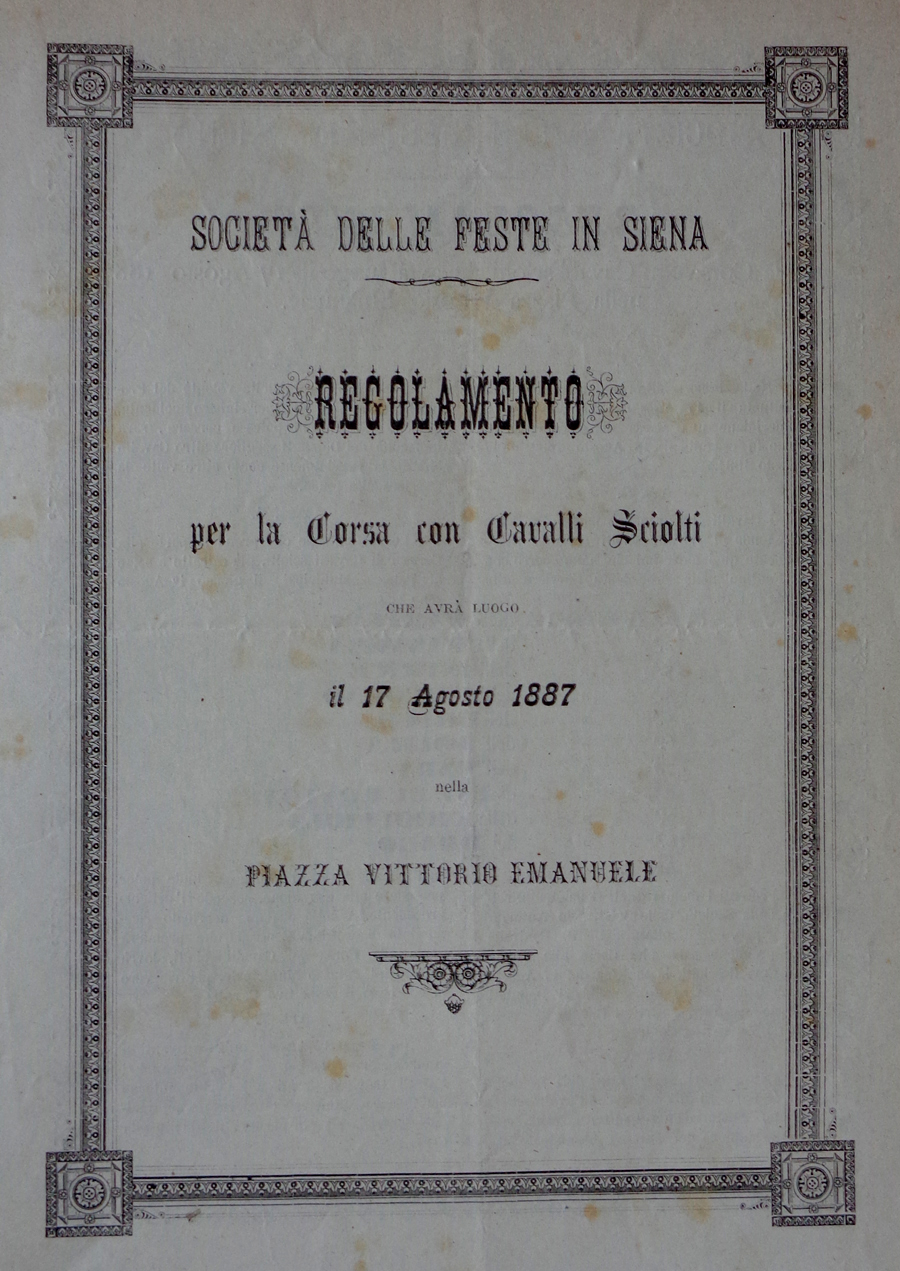 SOCIETÀ DELLE FESTE IN SIENA
REGOLAMENTO
per la Corsa con Cavalli Sciolti
CHE AVRÀ LUOGO
il 17 Agosto 1887
nella
PIAZZA VITTORIO EMANUELE